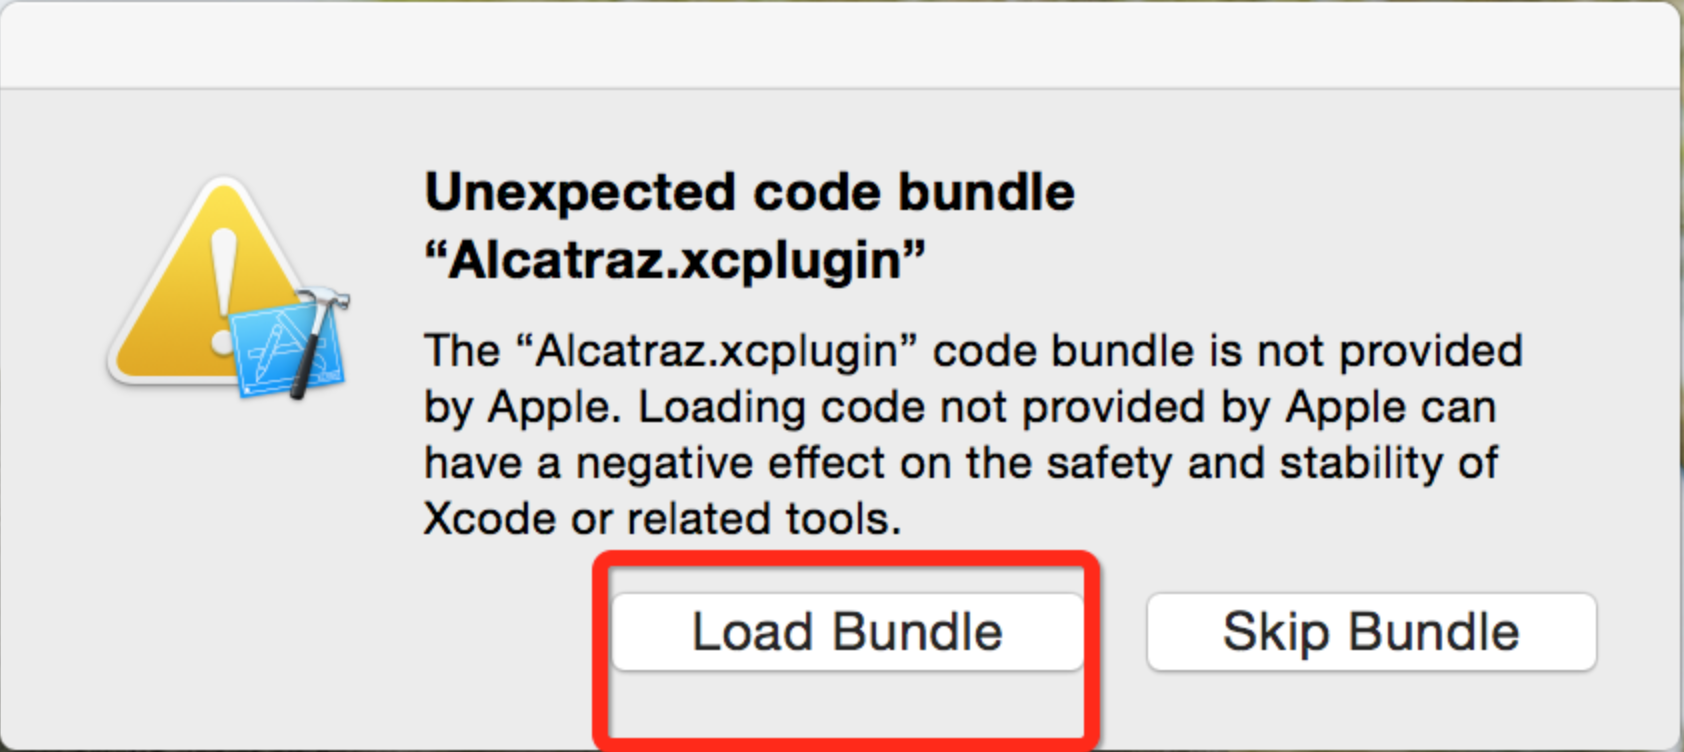 Unexpected code bundle
“Alcatraz.xcplugin”
The “Alcatraz.xcplugin” code bundle is not provided
by Apple. Loading code not provided by Apple can
have a negative effect on the safety and stability of
Xcode or related tools.
Load Bundle
Skip Bundle